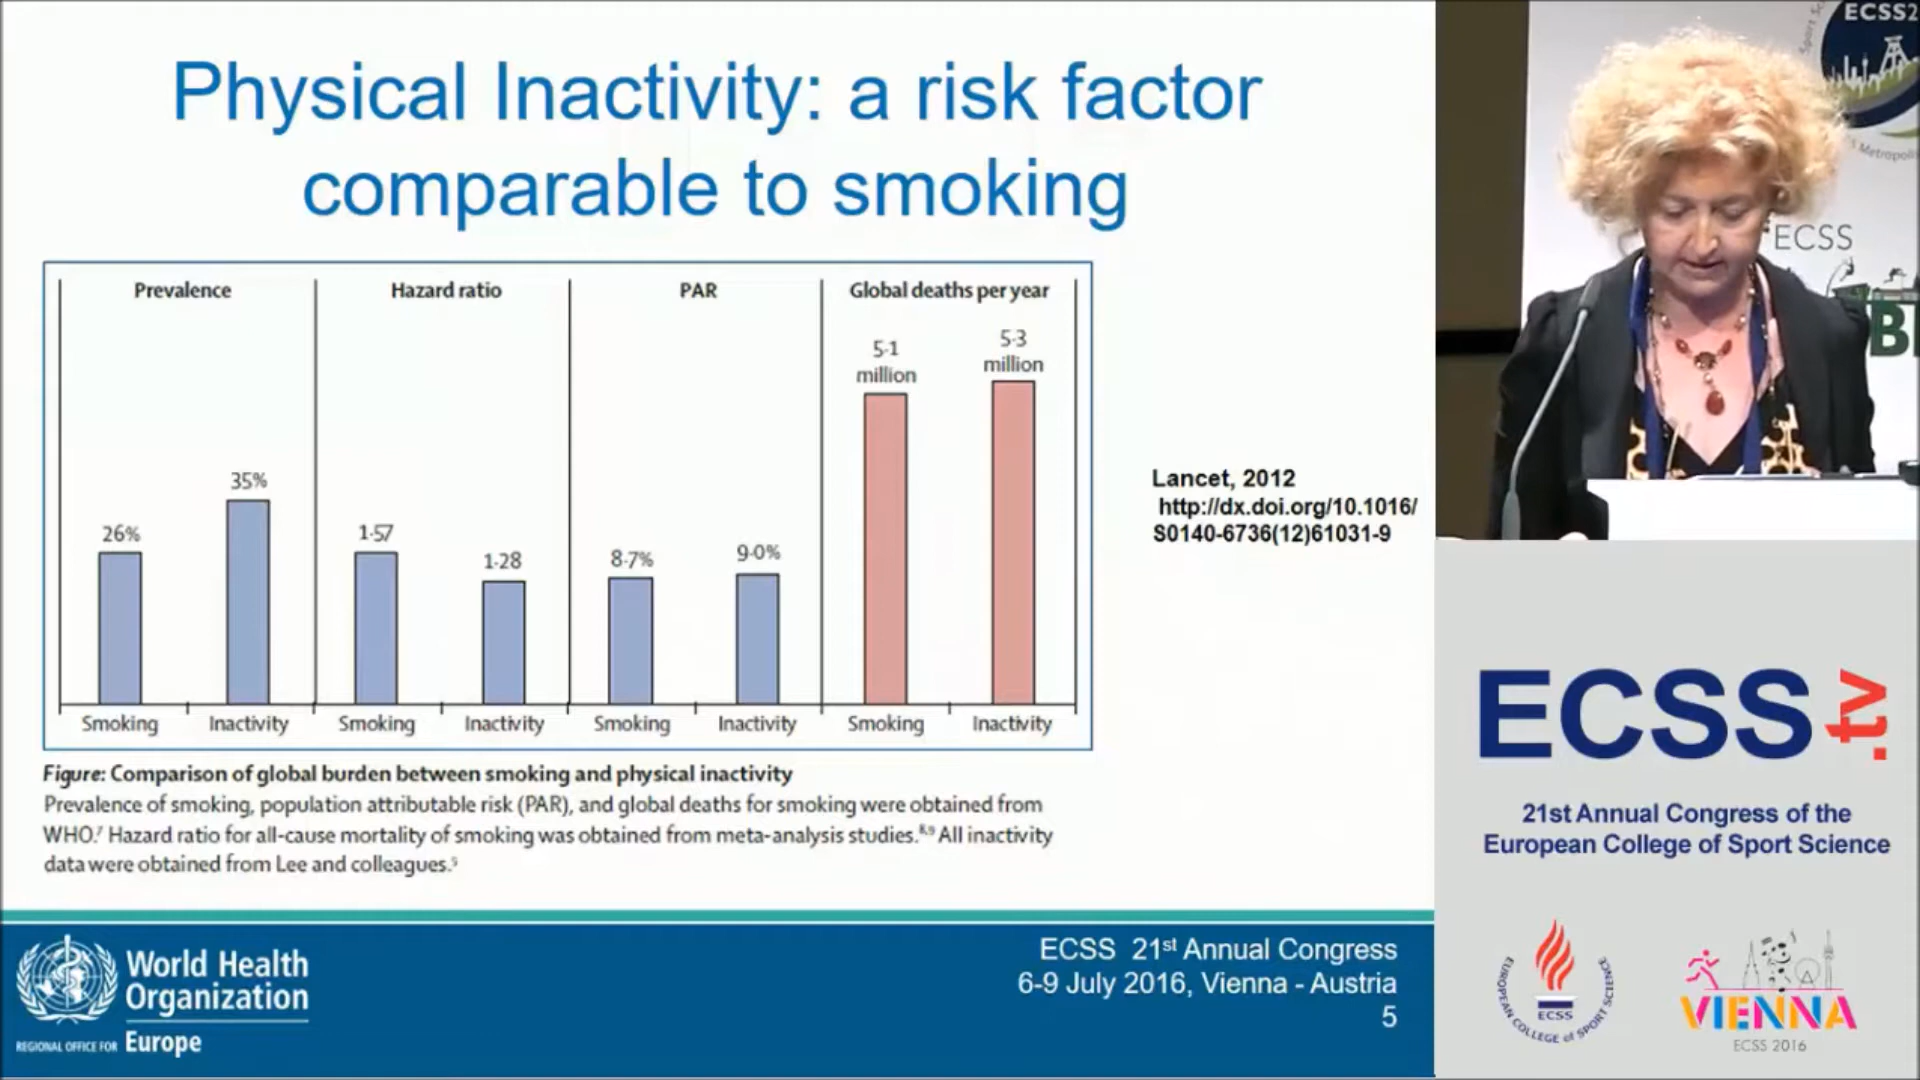 Physical Inactivity: a risk factor
comparable to smoking
Prevalence
Hazard ratio
PAR
Global deaths per year
26%
35%
1·57
1·28
8·7%
9·0%
5·1
million
5·3
million
Smoking
Inactivity
Smoking
Inactivity
Smoking
Inactivity
Smoking
Inactivity
Figure: Comparison of global burden between smoking and physical inactivity
Prevalence of smoking, population attributable risk (PAR), and global deaths for smoking were obtained from
WHO.⁷ Hazard ratio for all-cause mortality of smoking was obtained from meta-analysis studies.⁸,⁹ All inactivity
data were obtained from Lee and colleagues.⁵
Lancet, 2012
http://dx.doi.org/10.1016/
S0140-6736(12)61031-9
World Health
Organization
REGIONAL OFFICE FOR Europe
ECSS 21st Annual Congress
6-9 July 2016, Vienna - Austria
5
ECSS2
Metropol
ECSS
B
ECSS.tv
21st Annual Congress of the
European College of Sport Science
EUROPEAN COLLEGE of SPORT SCIENCE
ECSS
VIENNA
ECSS 2016